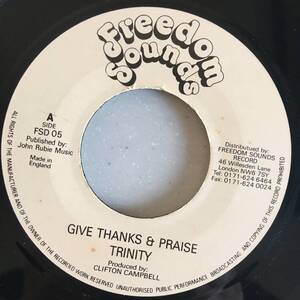 Freedom
Sounds
A
SIDE
FSD 05
Published by:
John Rubie Music
Made in
England
Distributued by:
FREEDOM SOUNDS
RECORD
46 Willesden Lane
London NW6 7SY
Tel: 0171-624 6464
Fax: 0171-624 0024
GIVE THANKS & PRAISE
TRINITY
Produced by:
CLIFTON CAMPBELL
ALL RIGHTS OF THE MANUFACTURER AND OF THE OWNER OF THE RECORDED WORK RESERVED UNAUTHORISED PUBLIC PERFORMANCE, BROADCASTING AND COPYING OF THIS RECORD PROHIBITED